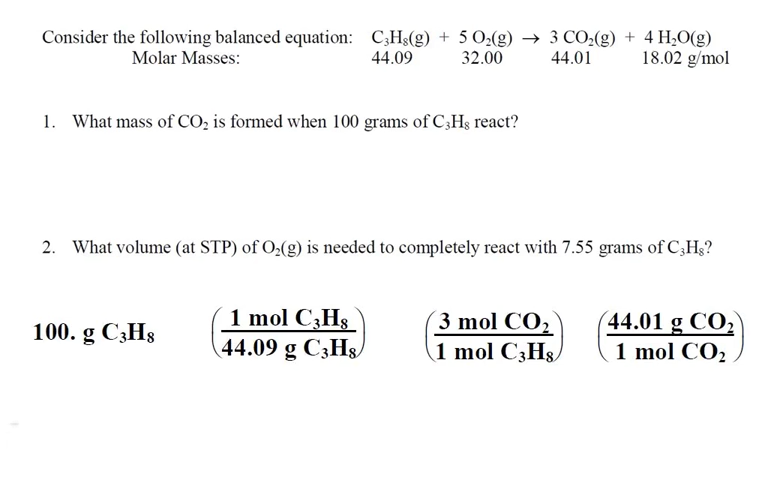 Consider the following balanced equation: C₃H₈(g) + 5 O₂(g) → 3 CO₂(g) + 4 H₂O(g)
Molar Masses: 44.09 32.00 44.01 18.02 g/mol
1. What mass of CO₂ is formed when 100 grams of C₃H₈ react?
2. What volume (at STP) of O₂(g) is needed to completely react with 7.55 grams of C₃H₈?
100. g C₃H₈ (1 mol C₃H₈ / 44.09 g C₃H₈) (3 mol CO₂ / 1 mol C₃H₈) (44.01 g CO₂ / 1 mol CO₂)